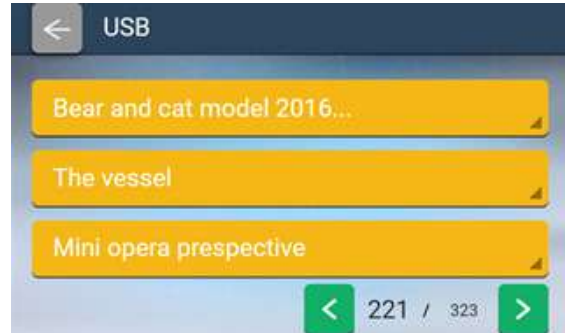 USB
Bear and cat model 2016...
The vessel
Mini opera prespective
221 / 323